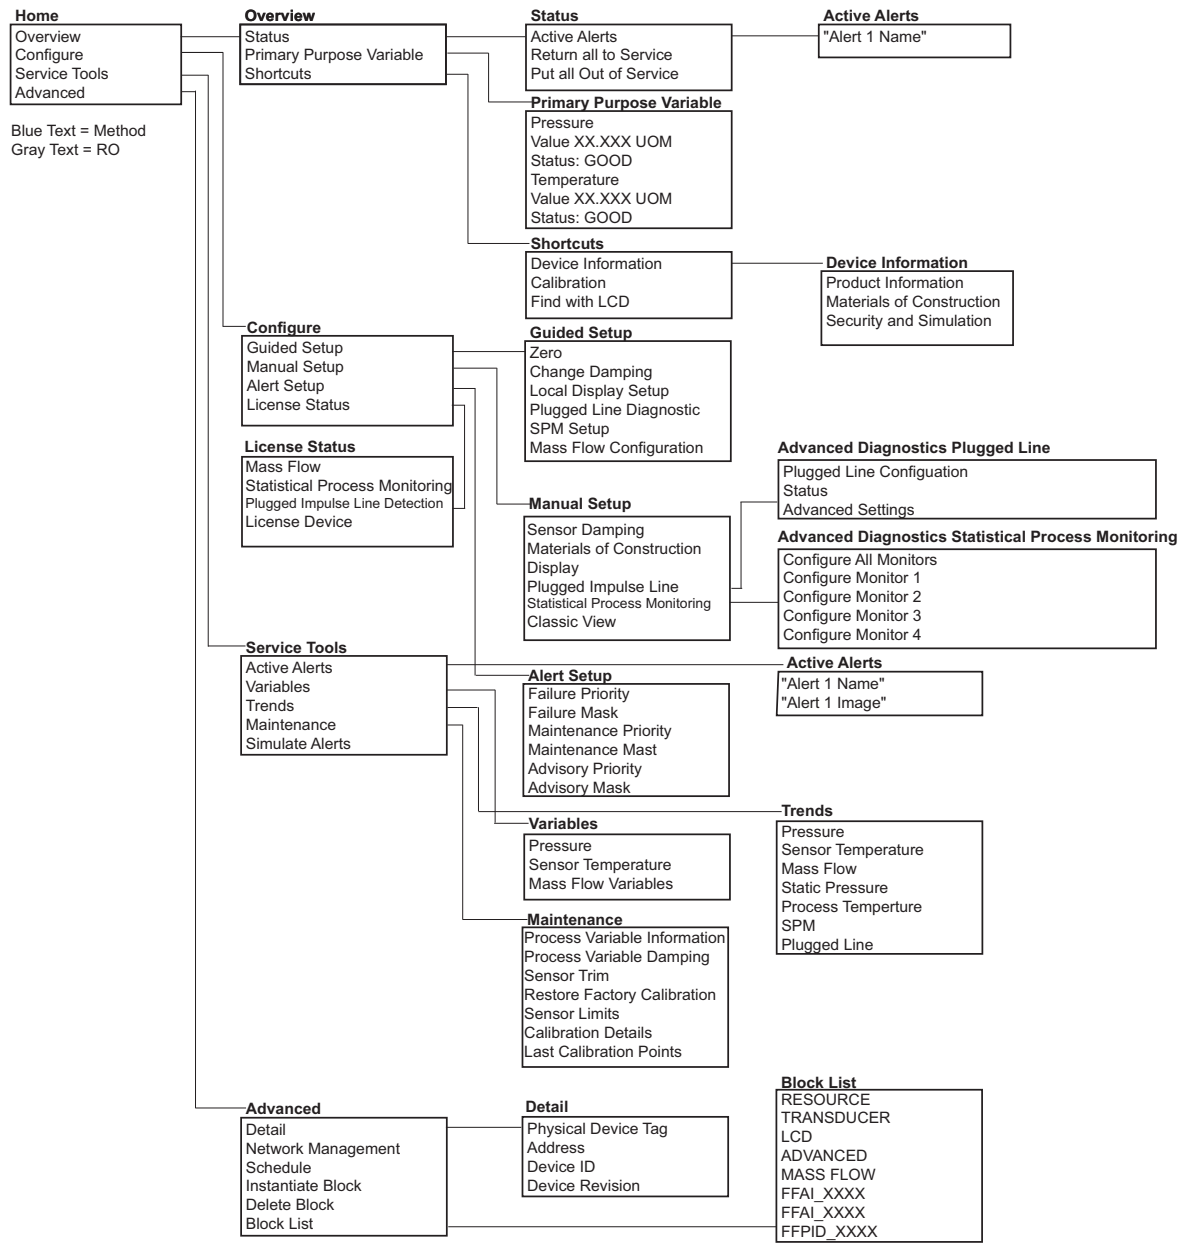 Home
Overview
Configure
Service Tools
Advanced
Blue Text = Method
Gray Text = RO
Overview
Status
Primary Purpose Variable
Shortcuts
Status
Active Alerts
Return all to Service
Put all Out of Service
Active Alerts
"Alert 1 Name"
Primary Purpose Variable
Pressure
Value XX.XXX UOM
Status: GOOD
Temperature
Value XX.XXX UOM
Status: GOOD
Shortcuts
Device Information
Calibration
Find with LCD
Device Information
Product Information
Materials of Construction
Security and Simulation
Configure
Guided Setup
Manual Setup
Alert Setup
License Status
Guided Setup
Zero
Change Damping
Local Display Setup
Plugged Line Diagnostic
SPM Setup
Mass Flow Configuration
License Status
Mass Flow
Statistical Process Monitoring
Plugged Impulse Line Detection
License Device
Manual Setup
Sensor Damping
Materials of Construction
Display
Plugged Impulse Line
Statistical Process Monitoring
Classic View
Advanced Diagnostics Plugged Line
Plugged Line Configuation
Status
Advanced Settings
Advanced Diagnostics Statistical Process Monitoring
Configure All Monitors
Configure Monitor 1
Configure Monitor 2
Configure Monitor 3
Configure Monitor 4
Service Tools
Active Alerts
Variables
Trends
Maintenance
Simulate Alerts
Active Alerts
"Alert 1 Name"
"Alert 1 Image"
Alert Setup
Failure Priority
Failure Mask
Maintenance Priority
Maintenance Mast
Advisory Priority
Advisory Mask
Variables
Pressure
Sensor Temperature
Mass Flow Variables
Trends
Pressure
Sensor Temperature
Mass Flow
Static Pressure
Process Temperture
SPM
Plugged Line
Maintenance
Process Variable Information
Process Variable Damping
Sensor Trim
Restore Factory Calibration
Sensor Limits
Calibration Details
Last Calibration Points
Advanced
Detail
Network Management
Schedule
Instantiate Block
Delete Block
Block List
Detail
Physical Device Tag
Address
Device ID
Device Revision
Block List
RESOURCE
TRANSDUCER
LCD
ADVANCED
MASS FLOW
FFAI_XXXX
FFAI_XXXX
FFPID_XXXX